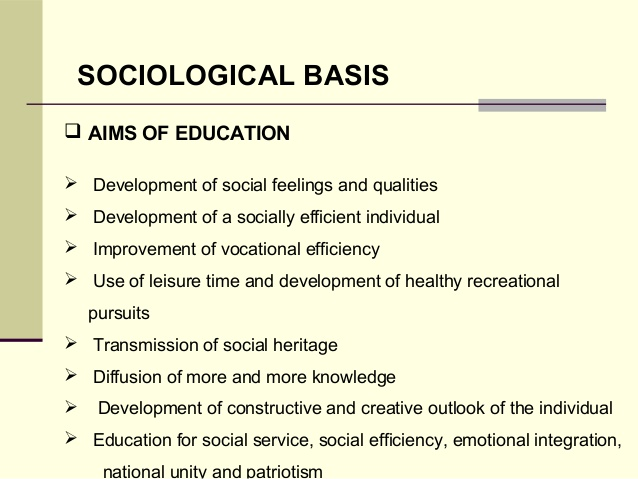 SOCIOLOGICAL BASIS
AIMS OF EDUCATION
Development of social feelings and qualities
Development of a socially efficient individual
Improvement of vocational efficiency
Use of leisure time and development of healthy recreational
pursuits
Transmission of social heritage
Diffusion of more and more knowledge
Development of constructive and creative outlook of the individual
Education for social service, social efficiency, emotional integration,
national unity and patriotism